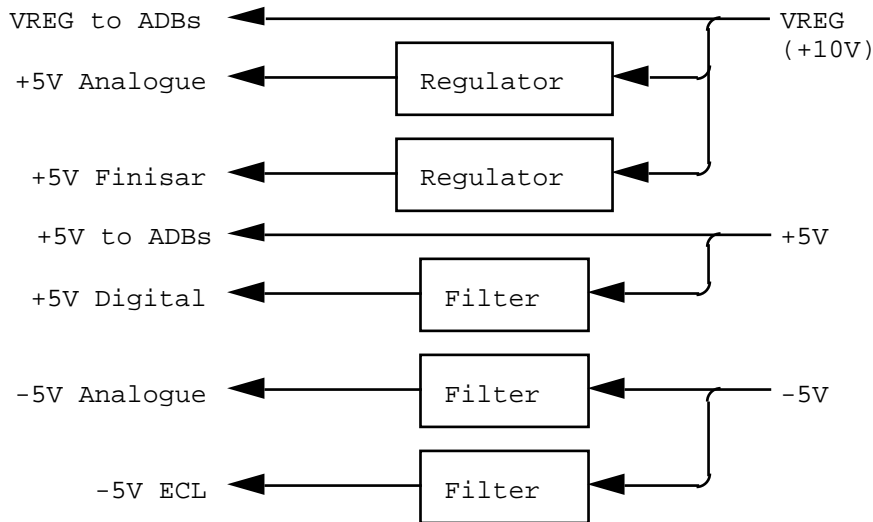 VREG to ADBs
VREG
(+10V)
+5V Analogue
Regulator
+5V Finisar
Regulator
+5V to ADBs
+5V
+5V Digital
Filter
-5V Analogue
Filter
-5V
-5V ECL
Filter